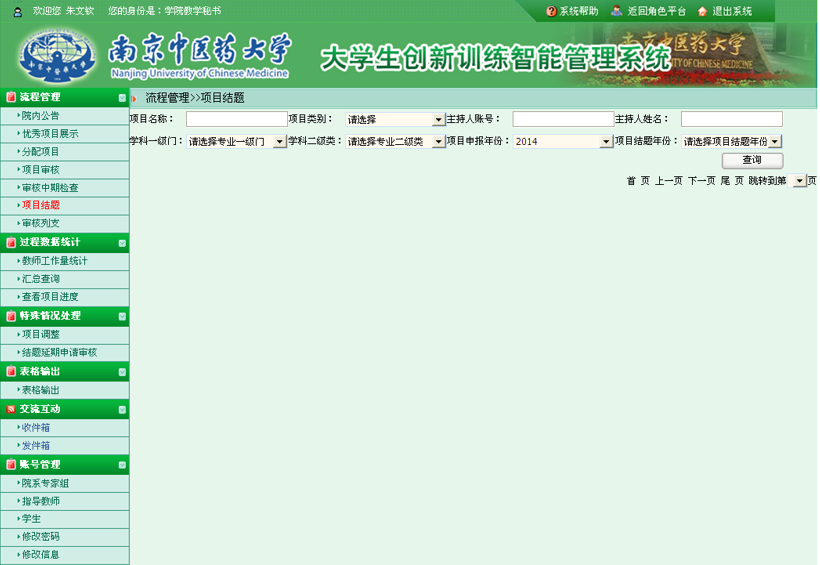 欢迎您 朱文钦 您的身份是：学院教学秘书 系统帮助 返回角色平台 退出系统
南京中医药大学
Nanjing University of Chinese Medicine
大学生创新训练智能管理系统
流程管理
院内公告
优秀项目展示
分配项目
项目审核
审核中期检查
项目结题
审核列支
过程数据统计
教师工作量统计
汇总查询
查看项目进度
特殊情况处理
项目调整
结题延期申请审核
表格输出
表格输出
交流互动
收件箱
发件箱
账号管理
院系专家组
指导教师
学生
修改密码
修改信息
流程管理>>项目结题
项目名称： 项目类别： 请选择 主持人账号： 主持人姓名：
学科一级门： 请选择专业一级门 学科二级类： 请选择专业二级类 项目申报年份： 2014 项目结题年份： 请选择项目结题年份
查询
首 页 上一页 下一页 尾 页 跳转到第 页